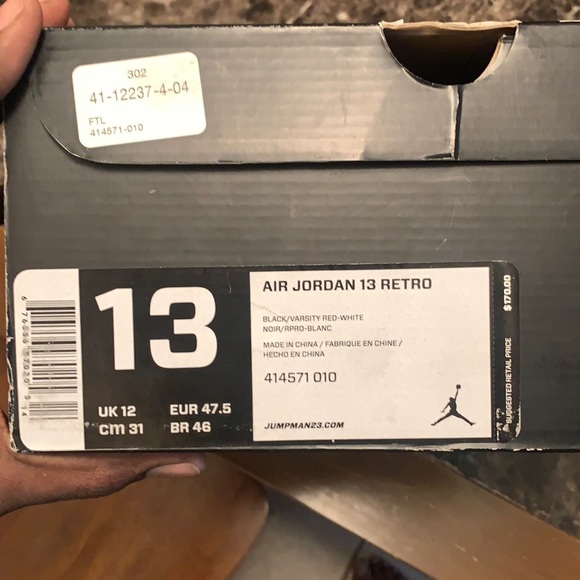 302
41-12237-4-04
FTL
414571-010
13
UK 12
EUR 47.5
cm 31
BR 46
AIR JORDAN 13 RETRO
BLACK/VARSITY RED-WHITE
NOIR/RPRO-BLANC
MADE IN CHINA / FABRIQUE EN CHINE /
HECHO EN CHINA
414571 010
JUMPMAN23.COM
SUGGESTED RETAIL PRICE $170.00